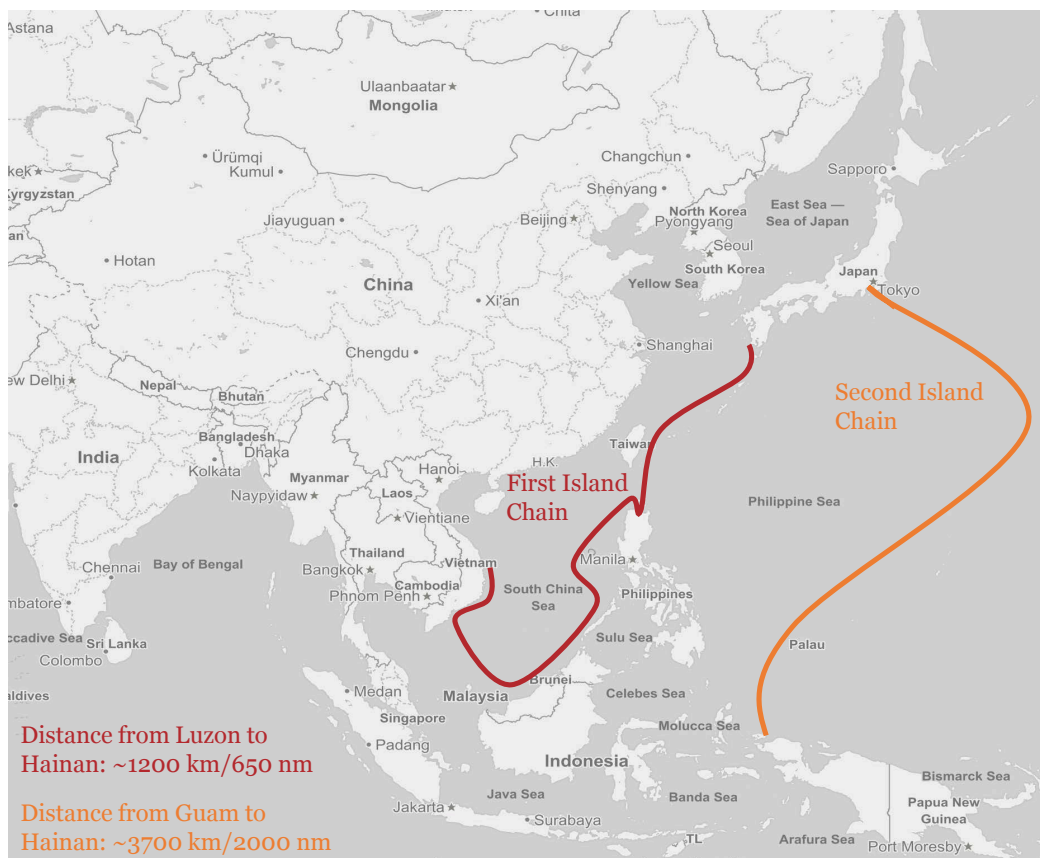 Astana
Chita
Ulaanbaatar
Mongolia
Ürümqi
Kumul
Changchun
Sapporo
Shenyang
kek
Kyrgyzstan
North Korea
Pyongyang
East Sea —
Sea of Japan
Jiayuguan
Beijing
an
Seoul
South Korea
Japan
Tokyo
Hotan
China
Yellow Sea
Xi'an
Chengdu
Shanghai
ew Delhi
Nepal
Bhutan
Second Island
Chain
Bangladesh
Dhaka
Taiwan
India
Kolkata
Myanmar
Hanoi
H.K.
Naypyidaw
Laos
First Island
Chain
Philippine Sea
Vientiane
Thailand
Bay of Bengal
Chennai
Bangkok
Vietnam
Manila
Cambodia
Phnom Penh
South China
Sea
Philippines
mbatore
ccadive Sea
Sri Lanka
Colombo
Sulu Sea
Palau
aldives
Medan
Malaysia
Brunei
Celebes Sea
Singapore
Molucca Sea
Distance from Luzon to
Hainan: ~1200 km/650 nm
Padang
Indonesia
Bismarck Sea
Java Sea
Banda Sea
Papua New
Guinea
Distance from Guam to
Hainan: ~3700 km/2000 nm
Jakarta
Surabaya
TL
Arafura Sea
Port Moresby